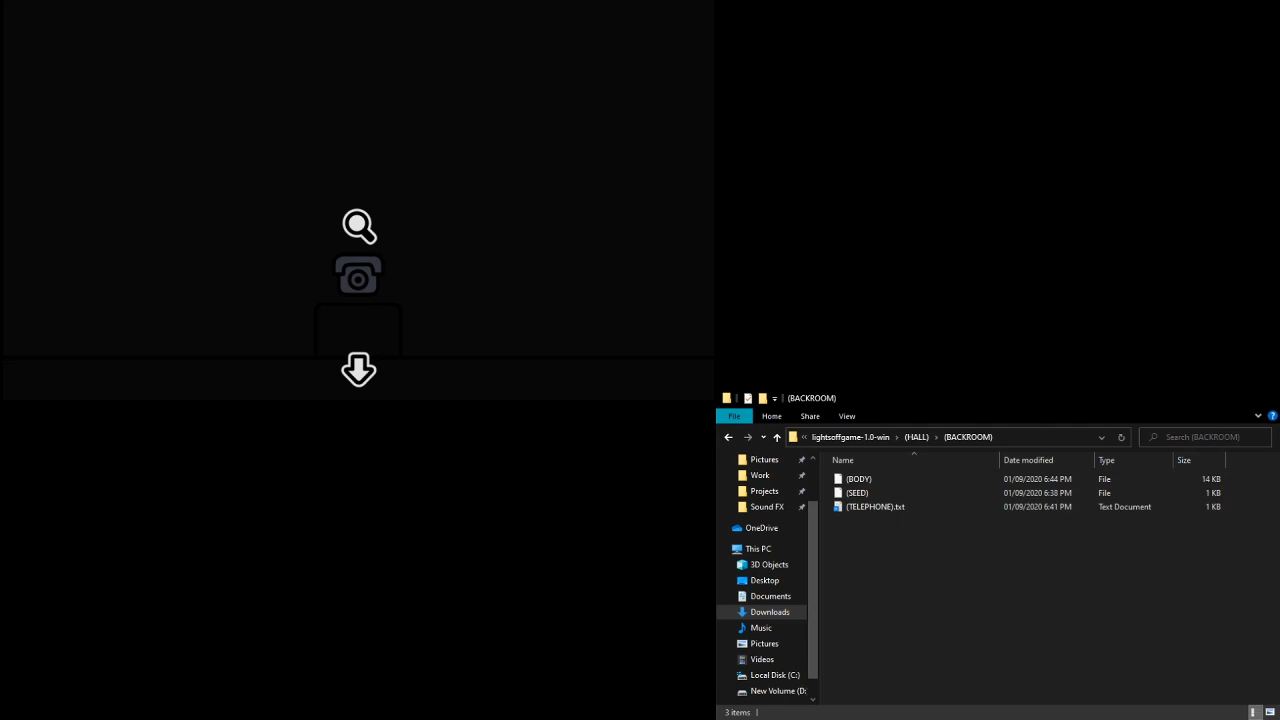 (BACKROOM)
File Home Share View
lightsoffgame-1.0-win (HALL) (BACKROOM) Search (BACKROOM)
Name Date modified Type Size
Pictures
Work
Projects
Sound FX
OneDrive
This PC
3D Objects
Desktop
Documents
Downloads
Music
Pictures
Videos
Local Disk (C:)
New Volume (D:
(BODY) 01/09/2020 6:44 PM File 14 KB
(SEED) 01/09/2020 6:38 PM File 1 KB
(TELEPHONE).txt 01/09/2020 6:41 PM Text Document 1 KB
3 items